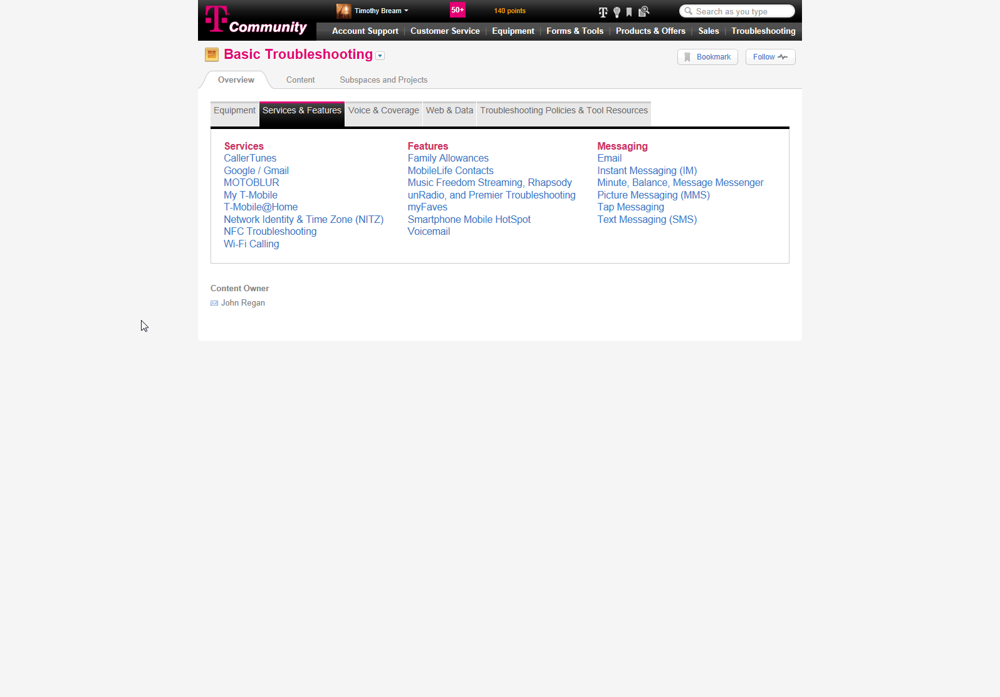 Timothy Bream
50+
140 points
Search as you type
T Community
Account Support | Customer Service | Equipment | Forms & Tools | Products & Offers | Sales | Troubleshooting
Basic Troubleshooting
Bookmark
Follow
Overview
Content
Subspaces and Projects
Equipment
Services & Features
Voice & Coverage
Web & Data
Troubleshooting Policies & Tool Resources
Services
CallerTunes
Google / Gmail
MOTOBLUR
My T-Mobile
T-Mobile@Home
Network Identity & Time Zone (NITZ)
NFC Troubleshooting
Wi-Fi Calling
Features
Family Allowances
MobileLife Contacts
Music Freedom Streaming, Rhapsody
unRadio, and Premier Troubleshooting
myFaves
Smartphone Mobile HotSpot
Voicemail
Messaging
Email
Instant Messaging (IM)
Minute, Balance, Message Messenger
Picture Messaging (MMS)
Tap Messaging
Text Messaging (SMS)
Content Owner
John Regan